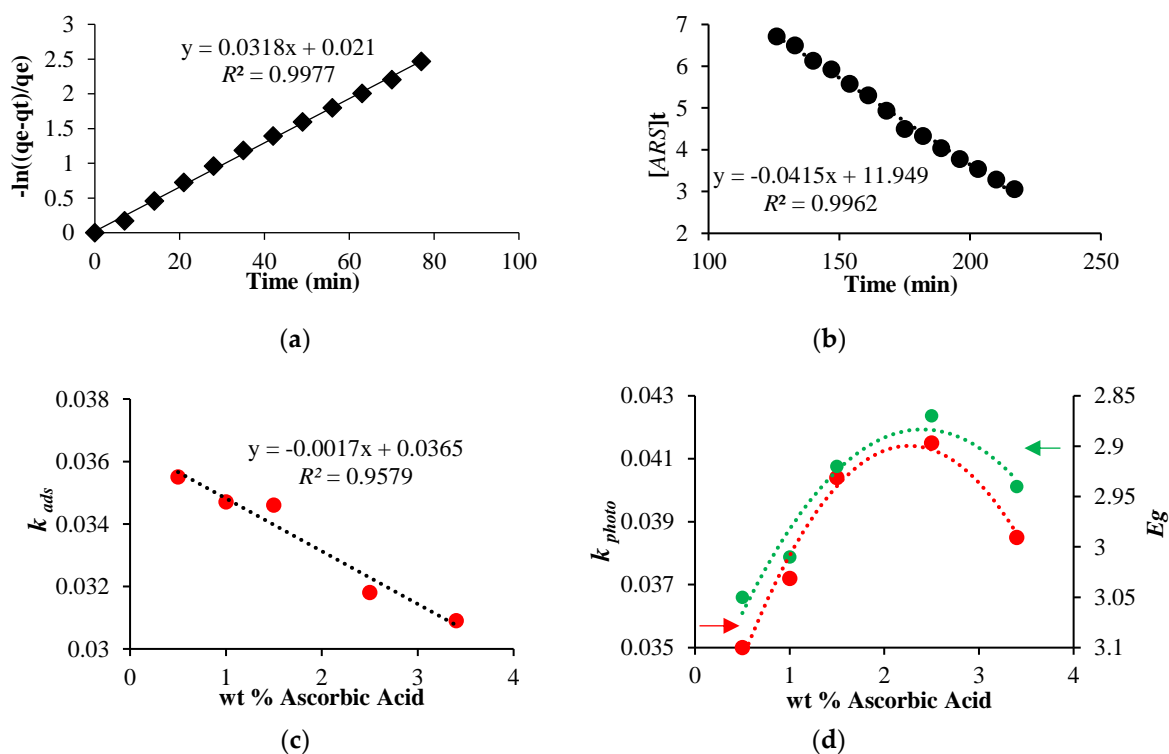 3
2.5
2
1.5
1
0.5
0
-ln((qe-qt)/qe)
y = 0.0318x + 0.021
R² = 0.9977
0 20 40 60 80 100
Time (min)
(a)
7
6
5
4
3
2
[ARS]t
y = -0.0415x + 11.949
R² = 0.9962
100 150 200 250
Time (min)
(b)
0.038
0.036
0.034
0.032
0.03
k ads
y = -0.0017x + 0.0365
R² = 0.9579
0 1 2 3 4
wt % Ascorbic Acid
(c)
0.043
0.041
0.039
0.037
0.035
k photo
2.85
2.9
2.95
3
3.05
3.1
Eg
0 1 2 3 4
wt % Ascorbic Acid
(d)